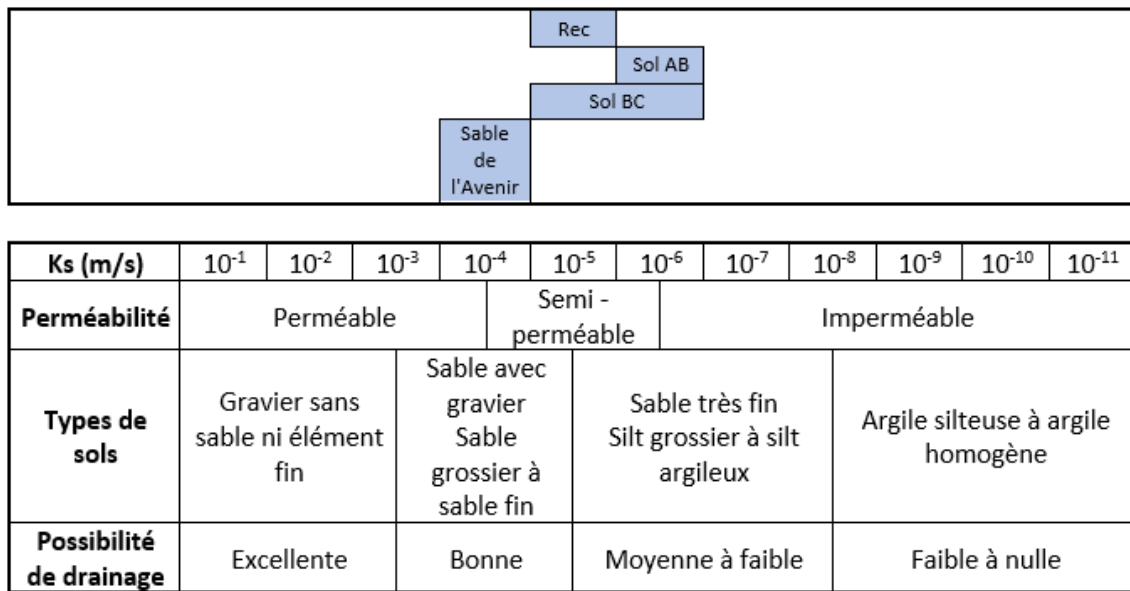 Rec
Sol AB
Sol BC
Sable
de
l'Avenir
Ks (m/s) 10⁻¹ 10⁻² 10⁻³ 10⁻⁴ 10⁻⁵ 10⁻⁶ 10⁻⁷ 10⁻⁸ 10⁻⁹ 10⁻¹⁰ 10⁻¹¹
Perméabilité
Perméable
Semi -
perméable
Imperméable
Types de
sols
Gravier sans
sable ni élément
fin
Sable avec
gravier
Sable
grossier à
sable fin
Sable très fin
Silt grossier à silt
argileux
Argile silteuse à argile
homogène
Possibilité
de drainage
Excellente
Bonne
Moyenne à faible
Faible à nulle